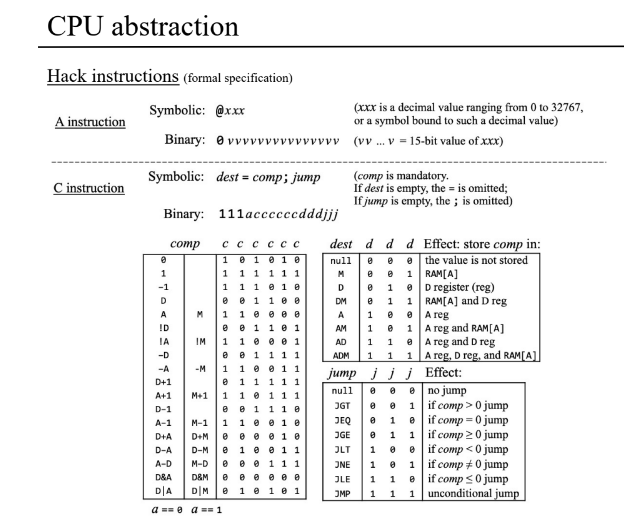 CPU abstraction
Hack instructions (formal specification)
A instruction
Symbolic: @xxx
(xxx is a decimal value ranging from 0 to 32767,
or a symbol bound to such a decimal value)
Binary: 0 vvvvvvvvvvvvvvv
(vv ... v = 15-bit value of xxx)
C instruction
Symbolic: dest = comp ; jump
(comp is mandatory.
If dest is empty, the = is omitted;
If jump is empty, the ; is omitted)
Binary: 111accccccdddjjj
comp c c c c c c
0 1 0 1 0 1 0
1 1 1 1 1 1 1
-1 1 1 1 0 1 0
D 0 0 1 1 0 0
A M 1 1 0 0 0 0
!D 0 0 1 1 0 1
!A !M 1 1 0 0 0 1
-D 0 0 1 1 1 1
-A -M 1 1 0 0 1 1
D+1 0 1 1 1 1 1
A+1 M+1 1 1 0 1 1 1
D-1 0 0 1 1 1 0
A-1 M-1 1 1 0 0 1 0
D+A D+M 0 0 0 0 1 0
D-A D-M 0 1 0 0 1 1
A-D M-D 0 0 0 1 1 1
D&A D&M 0 0 0 0 0 0
D|A D|M 0 1 0 1 0 1
a == 0 a == 1
dest d d d Effect: store comp in:
null 0 0 0 the value is not stored
M 0 0 1 RAM[A]
D 0 1 0 D register (reg)
DM 0 1 1 RAM[A] and D reg
A 1 0 0 A reg
AM 1 0 1 A reg and RAM[A]
AD 1 1 0 A reg and D reg
ADM 1 1 1 A reg, D reg, and RAM[A]
jump j j j Effect:
null 0 0 0 no jump
JGT 0 0 1 if comp > 0 jump
JEQ 0 1 0 if comp = 0 jump
JGE 0 1 1 if comp ≥ 0 jump
JLT 1 0 0 if comp < 0 jump
JNE 1 0 1 if comp ≠ 0 jump
JLE 1 1 0 if comp ≤ 0 jump
JMP 1 1 1 unconditional jump